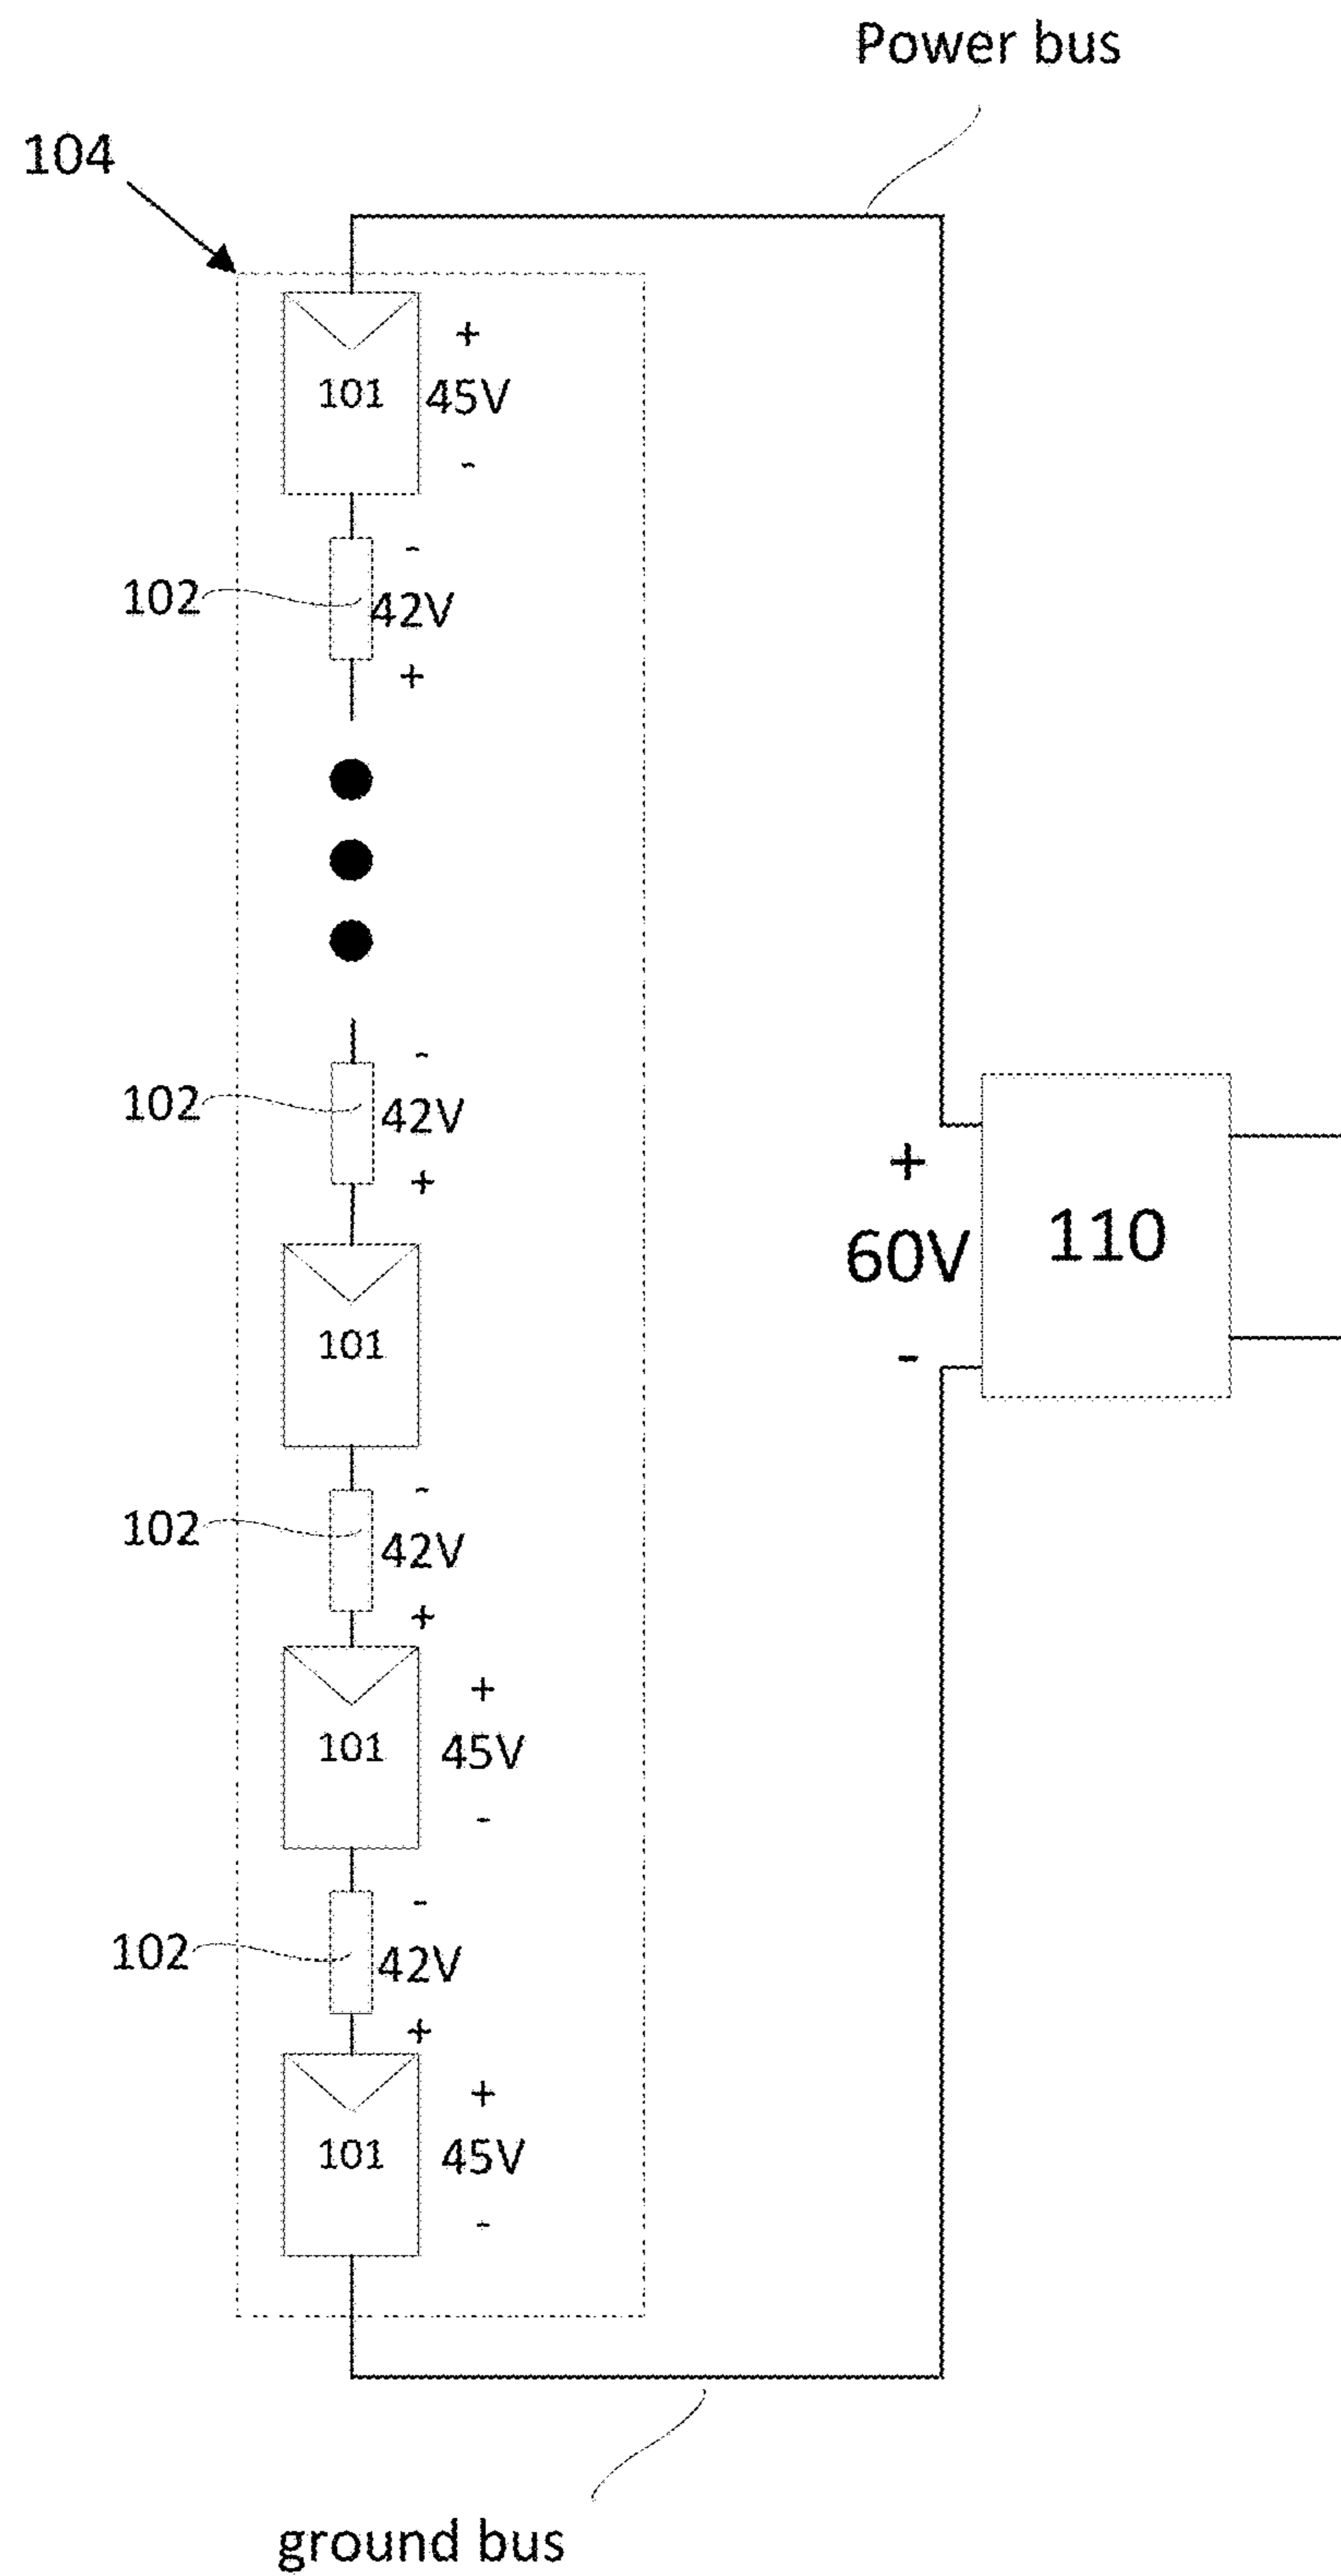 Power bus
104
+
101
45V
-
-
102
42V
+
-
102
42V
+
+
60V
-
110
101
-
102
42V
+
+
101
45V
-
-
102
42V
+
+
101
45V
-
ground bus